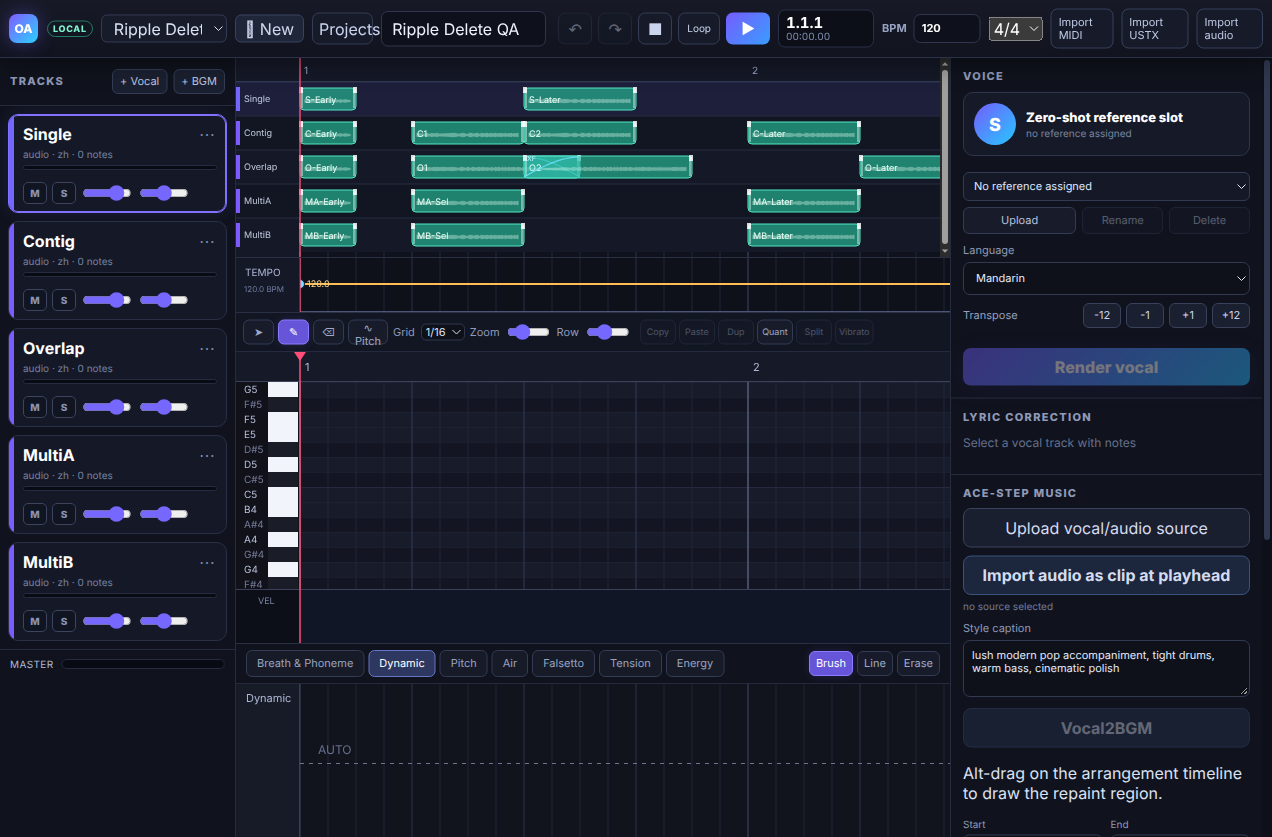 OA LOCAL Ripple Delet New Projects Ripple Delete QA Loop 1.1.1 00:00.00 BPM 120 4/4 Import MIDI Import USTX Import audio
TRACKS + Vocal + BGM
Single ...
audio · zh · 0 notes
M S
Contig ...
audio · zh · 0 notes
M S
Overlap ...
audio · zh · 0 notes
M S
MultiA ...
audio · zh · 0 notes
M S
MultiB ...
audio · zh · 0 notes
M S
MASTER
1 2
Single S-Early S-Later
Contig C-Early C1 C2 C-Later
Overlap O-Early O1 XF O2 O-Later
MultiA MA-Early MA-Sel MA-Later
MultiB MB-Early MB-Sel MB-Later
TEMPO
120.0 BPM 120.0
Pitch Grid 1/16 Zoom Row Copy Paste Dup Quant Split Vibrato
1 2
G5
F#5
F5
E5
D#5
D5
C#5
C5
B4
A#4
A4
G#4
G4
F#4
VEL
Breath & Phoneme Dynamic Pitch Air Falsetto Tension Energy Brush Line Erase
Dynamic
AUTO
VOICE
S Zero-shot reference slot
no reference assigned
No reference assigned
Upload Rename Delete
Language
Mandarin
Transpose -12 -1 +1 +12
Render vocal
LYRIC CORRECTION
Select a vocal track with notes
ACE-STEP MUSIC
Upload vocal/audio source
Import audio as clip at playhead
no source selected
Style caption
lush modern pop accompaniment, tight drums,
warm bass, cinematic polish
Vocal2BGM
Alt-drag on the arrangement timeline
to draw the repaint region.
Start End